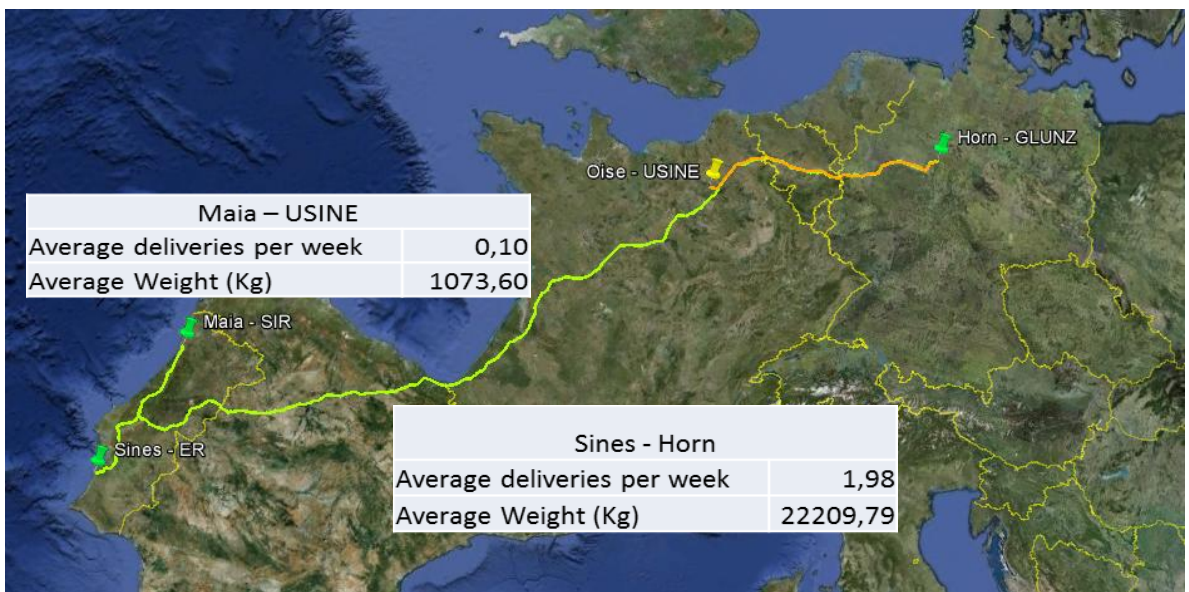 Horn - GLUNZ
Oise - USINE
Maia – USINE
Average deliveries per week 0,10
Average Weight (Kg) 1073,60
Maia - SIR
Sines - ER
Sines - Horn
Average deliveries per week 1,98
Average Weight (Kg) 22209,79